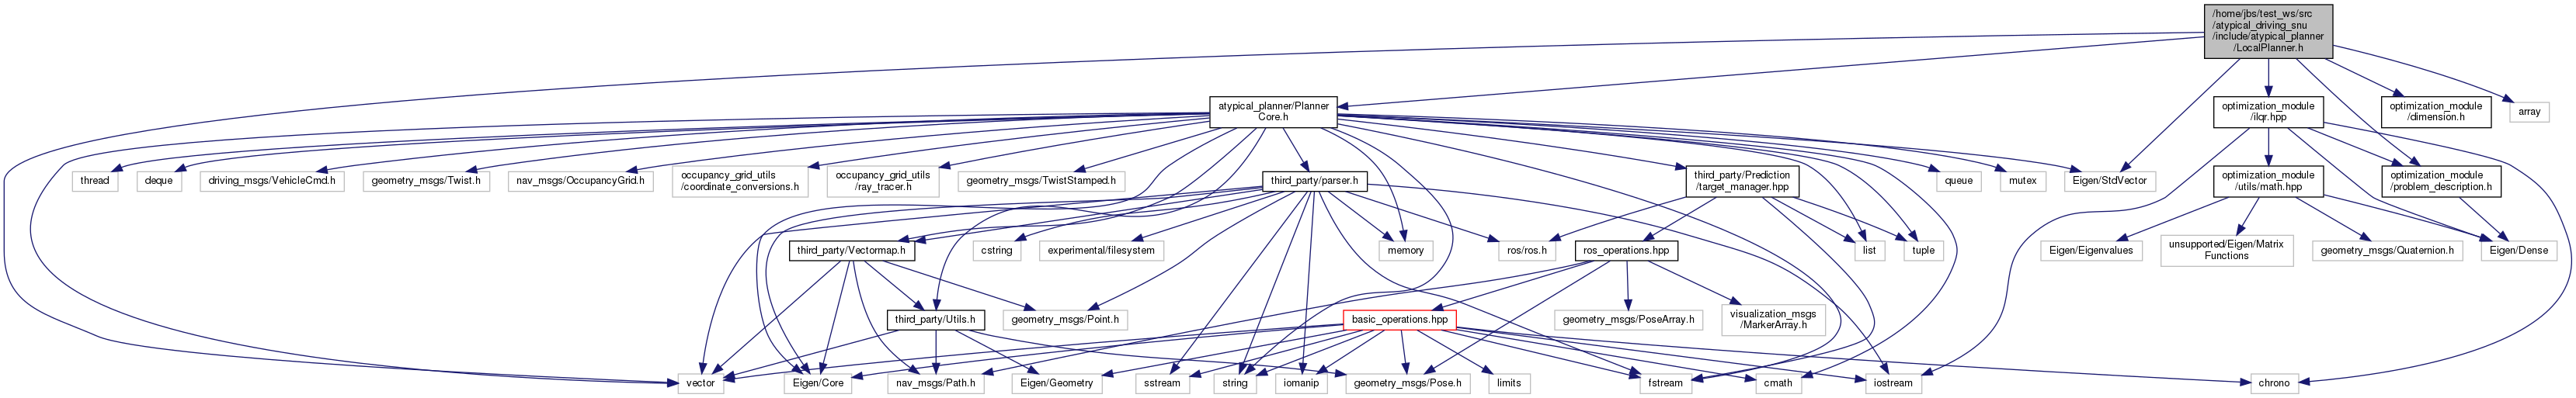 /home/jbs/test_ws/src
/atypical_driving_snu
/include/atypical_planner
/LocalPlanner.h
atypical_planner/Planner
Core.h
optimization_module
/ilqr.hpp
optimization_module
/dimension.h
array
thread
deque
driving_msgs/VehicleCmd.h
geometry_msgs/Twist.h
nav_msgs/OccupancyGrid.h
occupancy_grid_utils
/coordinate_conversions.h
occupancy_grid_utils
/ray_tracer.h
geometry_msgs/TwistStamped.h
third_party/parser.h
third_party/Prediction
/target_manager.hpp
queue
mutex
Eigen/StdVector
optimization_module
/utils/math.hpp
optimization_module
/problem_description.h
third_party/Vectormap.h
cstring
experimental/filesystem
memory
ros/ros.h
ros_operations.hpp
list
tuple
Eigen/Eigenvalues
unsupported/Eigen/Matrix
Functions
geometry_msgs/Quaternion.h
Eigen/Dense
third_party/Utils.h
geometry_msgs/Point.h
basic_operations.hpp
geometry_msgs/PoseArray.h
visualization_msgs
/MarkerArray.h
vector
Eigen/Core
nav_msgs/Path.h
Eigen/Geometry
sstream
string
iomanip
geometry_msgs/Pose.h
limits
fstream
cmath
iostream
chrono